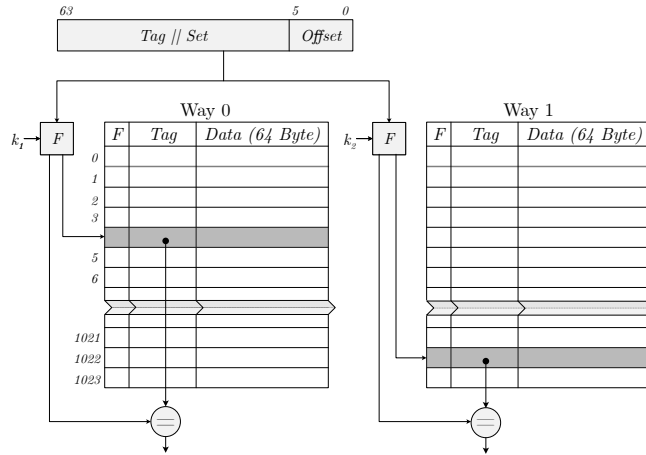 63 5 0
Tag || Set Offset
Way 0 Way 1
k1 F F Tag Data (64 Byte) k2 F F Tag Data (64 Byte)
0
1
2
3
5
6
1021
1022
1023
= =